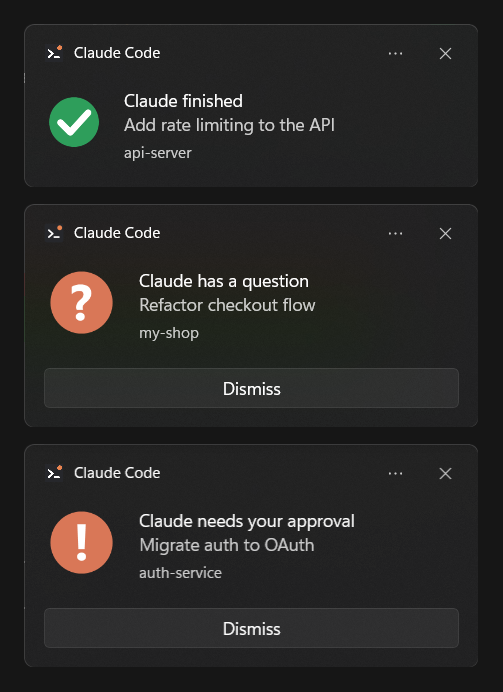 Claude Code
Claude finished
Add rate limiting to the API
api-server
Claude Code
?
Claude has a question
Refactor checkout flow
my-shop
Dismiss
Claude Code
!
Claude needs your approval
Migrate auth to OAuth
auth-service
Dismiss